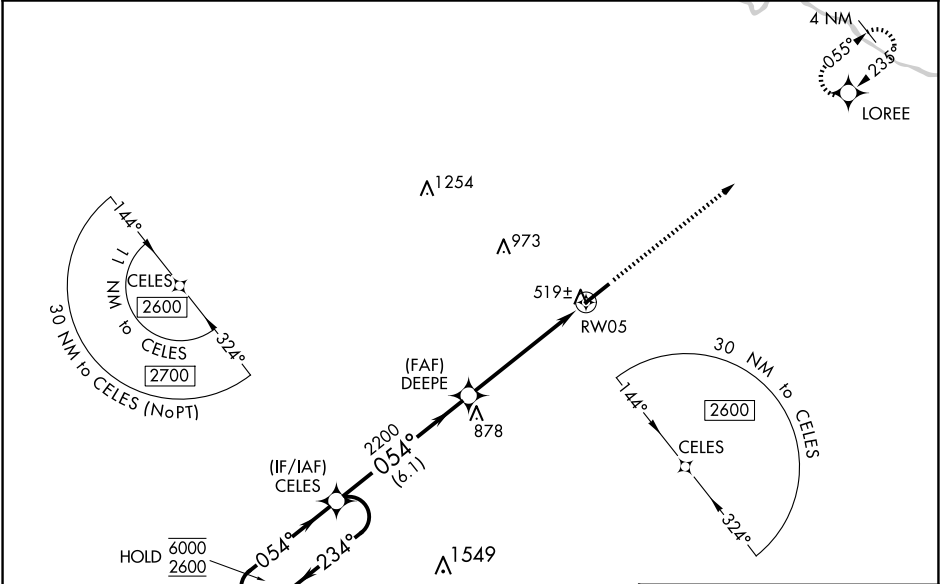 4 NM
055°
235°
LOREE
1254
973
144°
11 NM to CELES
CELES
2600
324°
2700
30 NM to CELES (NoPT)
519±
RW05
(FAF)
DEEPE
878
2200
054°
(6.1)
(IF/IAF)
CELES
30 NM to CELES
144°
2600
CELES
324°
HOLD
6000
2600
054°
234°
1549